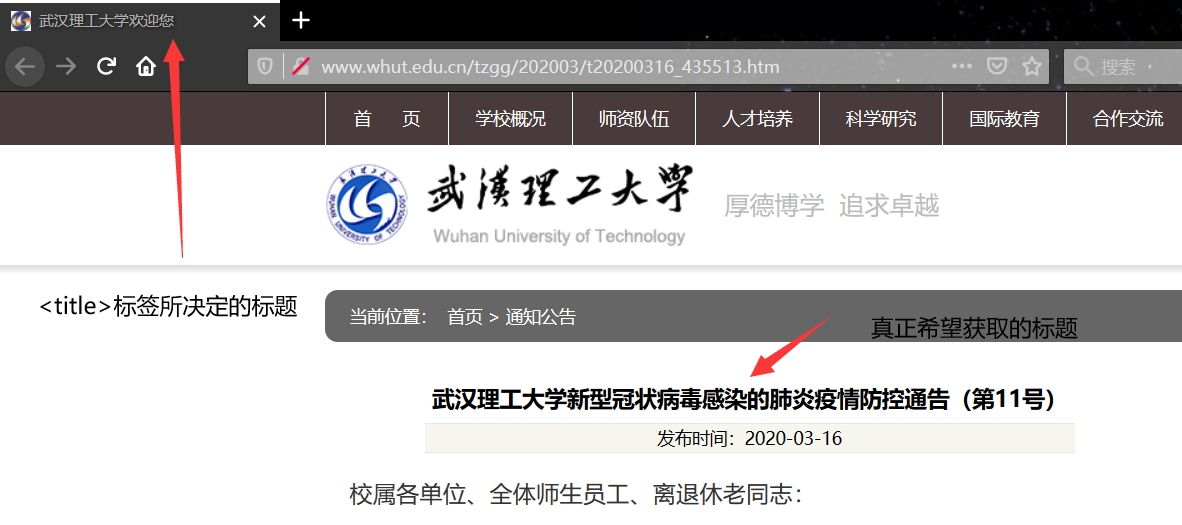 武汉理工大学欢迎您
www.whut.edu.cn/tzgg/202003/t20200316_435513.htm
搜索
首 页 学校概况 师资队伍 人才培养 科学研究 国际教育 合作交流
武漢理工大學
厚德博学 追求卓越
Wuhan University of Technology
<title>标签所决定的标题
当前位置： 首页 > 通知公告
真正希望获取的标题
武汉理工大学新型冠状病毒感染的肺炎疫情防控通告（第11号）
发布时间：2020-03-16
校属各单位、全体师生员工、离退休老同志：